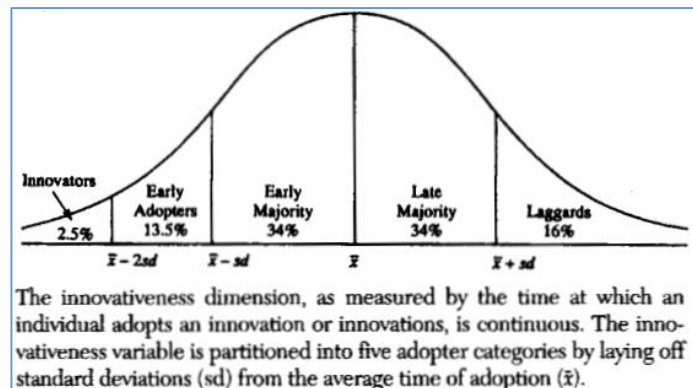 Innovators
Early Adopters
Early Majority
Late Majority
Laggards
2.5%
13.5%
34%
34%
16%
x̄ − 2sd
x̄ − sd
x̄
x̄ + sd
The innovativeness dimension, as measured by the time at which an
individual adopts an innovation or innovations, is continuous. The inno-
vativeness variable is partitioned into five adopter categories by laying off
standard deviations (sd) from the average time of adoption (x̄).